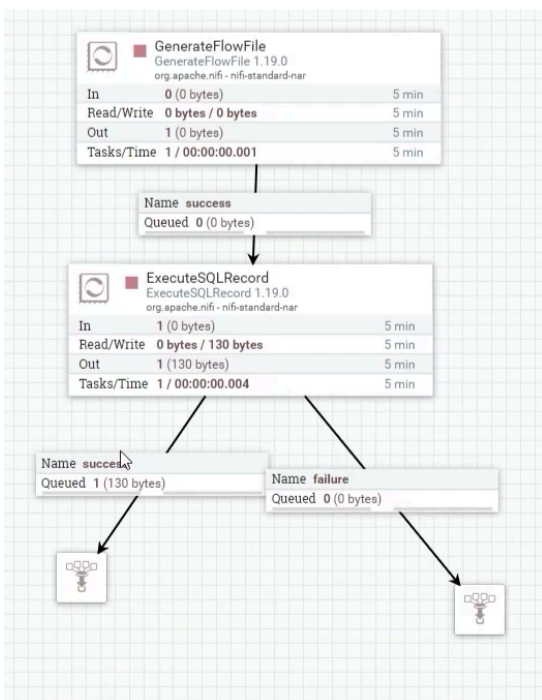 GenerateFlowFile
GenerateFlowFile 1.19.0
org.apache.nifi - nifi-standard-nar
In 0 (0 bytes) 5 min
Read/Write 0 bytes / 0 bytes 5 min
Out 1 (0 bytes) 5 min
Tasks/Time 1 / 00:00:00.001 5 min
Name success
Queued 0 (0 bytes)
ExecuteSQLRecord
ExecuteSQLRecord 1.19.0
org.apache.nifi - nifi-standard-nar
In 1 (0 bytes) 5 min
Read/Write 0 bytes / 130 bytes 5 min
Out 1 (130 bytes) 5 min
Tasks/Time 1 / 00:00:00.004 5 min
Name success
Queued 1 (130 bytes)
Name failure
Queued 0 (0 bytes)